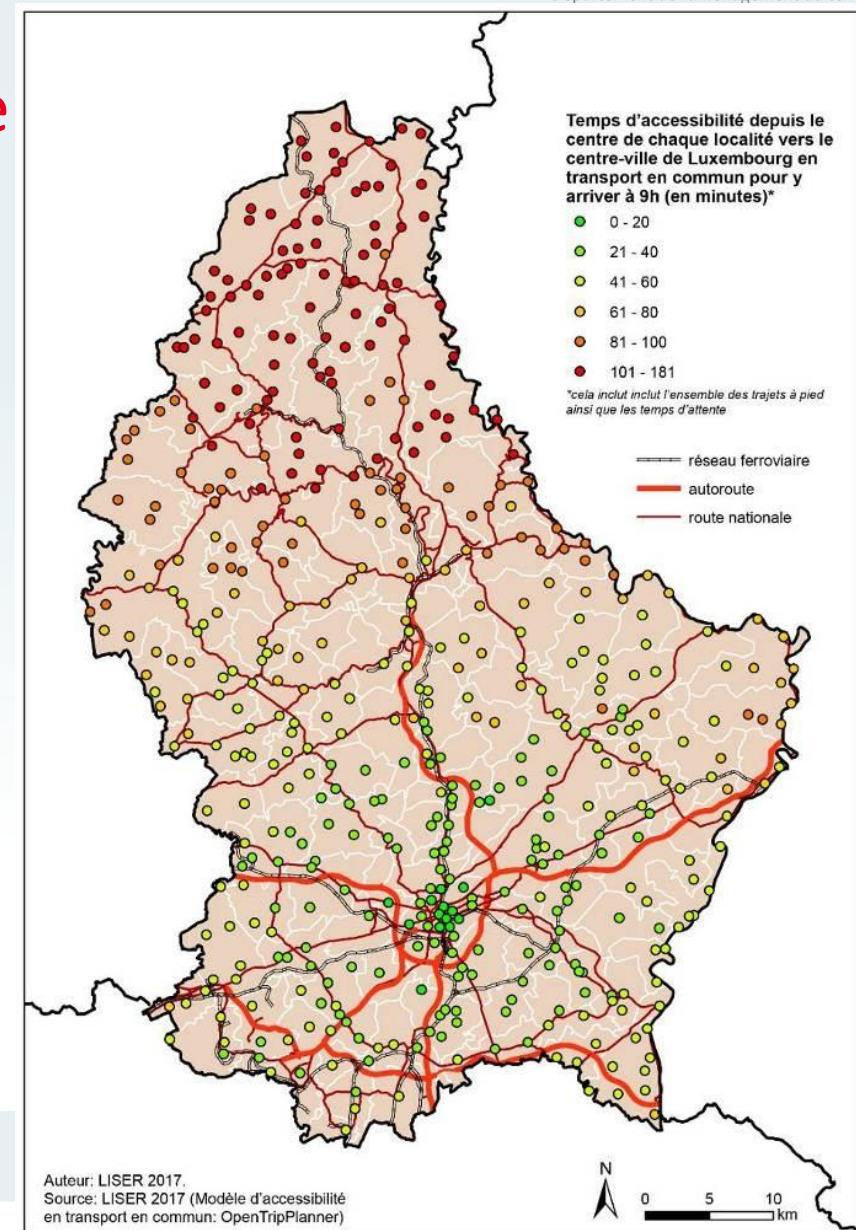 Temps d'accessibilité depuis le
centre de chaque localité vers le
centre-ville de Luxembourg en
transport en commun pour y
arriver à 9h (en minutes)*
0 - 20
21 - 40
41 - 60
61 - 80
81 - 100
101 - 181
*cela inclut inclut l'ensemble des trajets à pied
ainsi que les temps d'attente
réseau ferroviaire
autoroute
route nationale
Auteur: LISER 2017.
Source: LISER 2017 (Modèle d'accessibilité
en transport en commun: OpenTripPlanner)
N
0 5 10
km